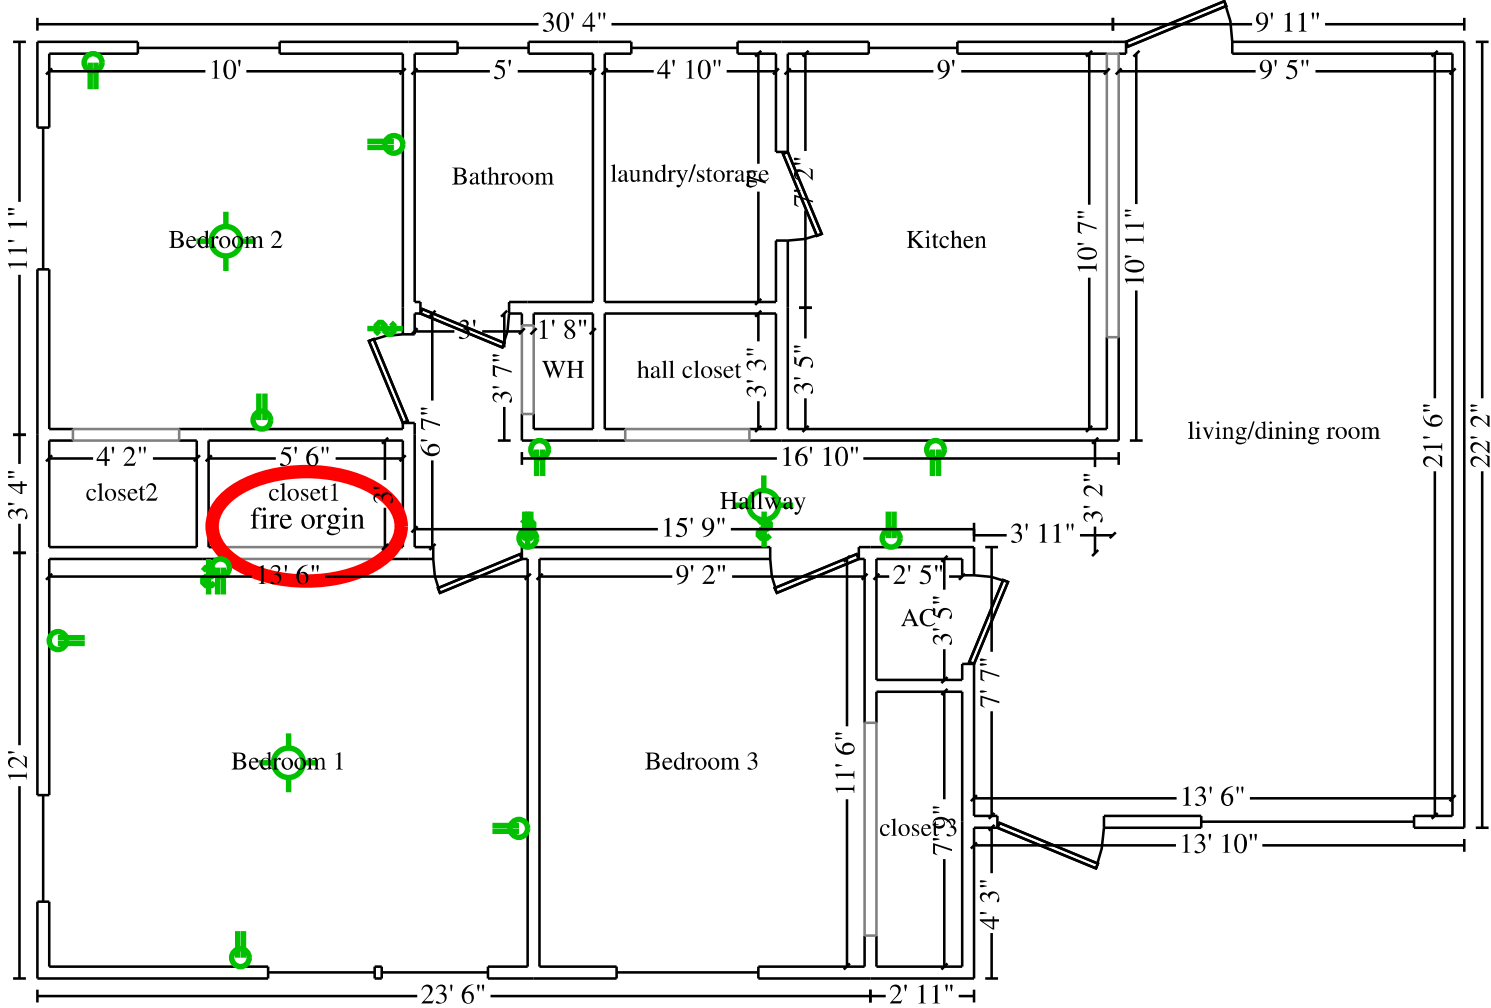 30' 4"
9' 11"
10'
5'
4' 10"
9'
9' 5"
Bathroom
laundry/storage
7'
7' 2"
Bedroom 2
Kitchen
11' 1"
10' 7"
10' 11"
3'
1' 8"
WH
hall closet
3' 7"
3' 3"
3' 5"
6' 7"
living/dining room
21' 6"
22' 2"
4' 2"
5' 6"
16' 10"
closet2
closet1
3'
fire orgin
Hallway
3' 4"
3' 2"
15' 9"
3' 11"
13' 6"
9' 2"
2' 5"
AC
3' 5"
7' 7"
12'
Bedroom 1
Bedroom 3
11' 6"
closet 3
7' 9"
13' 6"
13' 10"
4' 3"
23' 6"
2' 11"